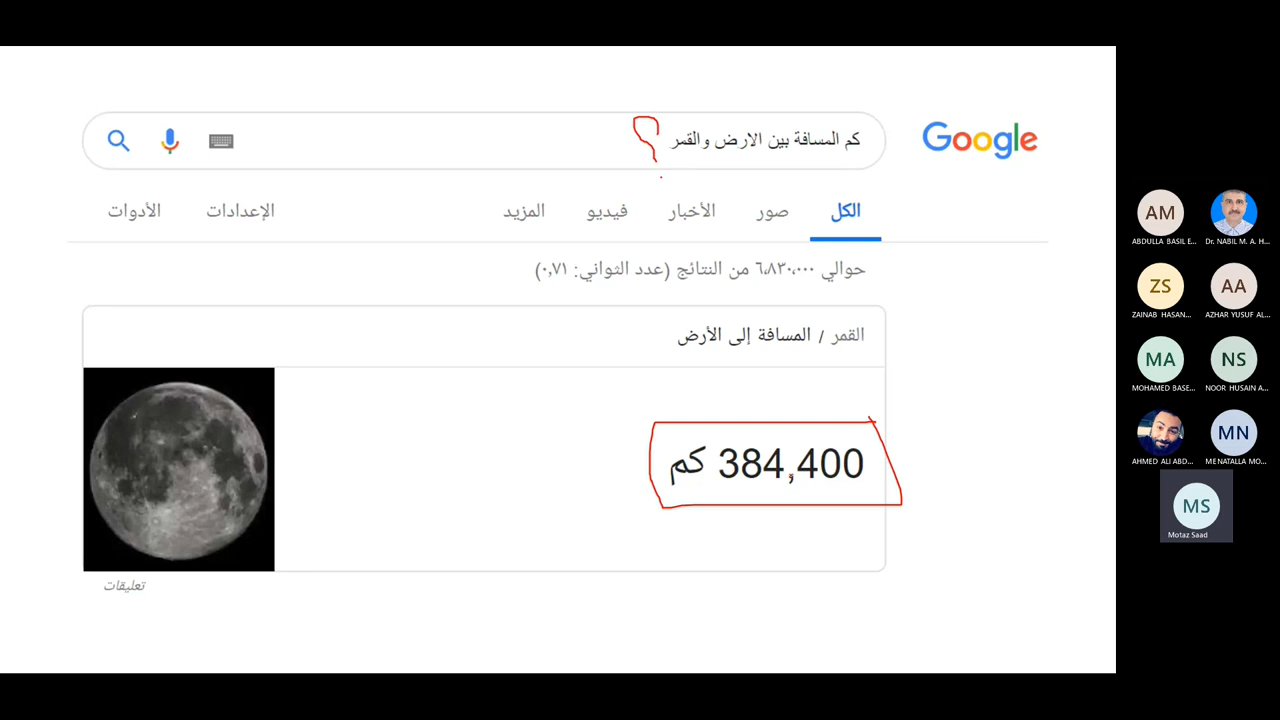 Google
كم المسافة بين الارض والقمر ؟
الكل صور الأخبار فيديو المزيد الإعدادات الأدوات
حوالي ٦٬٨٣٠٬٠٠٠ من النتائج (عدد الثواني: ٠٫٧١)
القمر / المسافة إلى الأرض
384,400 كم
تعليقات
AM
ABDULLA BASIL E...
Dr. NABIL M. A. H...
ZS
ZAINAB HASAN...
AA
AZHAR YUSUF AL...
MA
MOHAMED BASE...
NS
NOOR HUSAIN A...
AHMED ALI ABD...
MN
MENATALLA MO...
MS
Motaz Saad